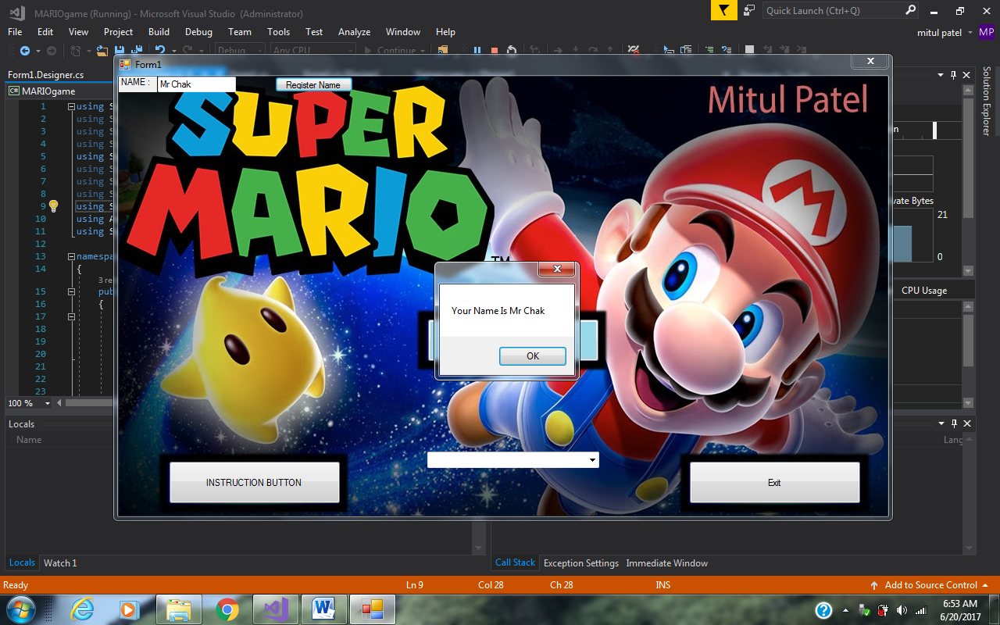 MARIOgame (Running) - Microsoft Visual Studio (Administrator)
Quick Launch (Ctrl+Q)
File Edit View Project Build Debug Team Tools Test Analyze Window Help
mitul patel MP
Debug Any CPU Continue
Form1
Form1.Designer.cs
NAME : Mr Chak Register Name
C# MARIOgame
Mitul Patel
SUPER
MARIO
TM
M
Solution Explorer
1 using S
2 using S
3 using S
4 using S
5 using S
6 using S
7 using S
8 using S
9 using S
10 using A
11 using S
12
13 namespa
14 {
3 re
15 pub
16 {
17
18
19
20
21
22
23
n
ivate Bytes
21
0
CPU Usage
Your Name Is Mr Chak
OK
100 %
Locals
Name
Lang
INSTRUCTION BUTTON
Exit
Locals Watch 1
Call Stack Exception Settings Immediate Window
Ready Ln 9 Col 28 Ch 28 INS Add to Source Control
6:53 AM
6/20/2017